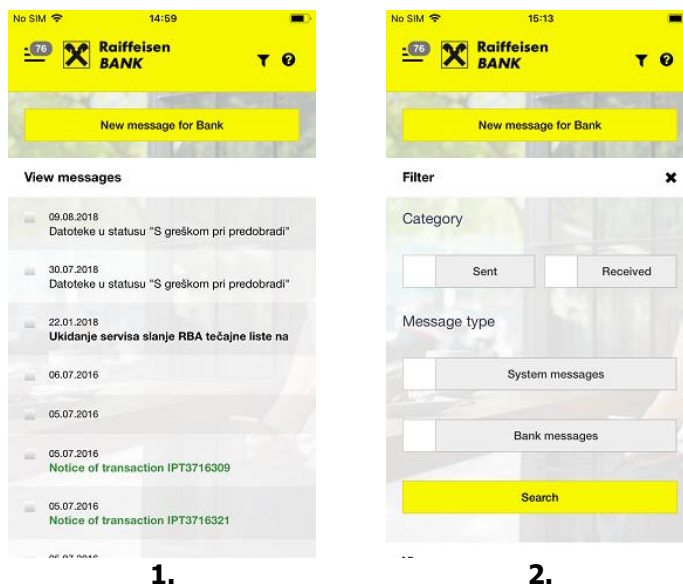 No SIM 14:59
76 Raiffeisen
BANK
New message for Bank
View messages
09.08.2018
Datoteke u statusu "S greškom pri predobradi"
30.07.2018
Datoteke u statusu "S greškom pri predobradi"
22.01.2018
Ukidanje servisa slanje RBA tečajne liste na
06.07.2016
05.07.2016
05.07.2016
Notice of transaction IPT3716309
05.07.2016
Notice of transaction IPT3716321
1.
No SIM 15:13
76 Raiffeisen
BANK
New message for Bank
Filter
Category
Sent Received
Message type
System messages
Bank messages
Search
2.